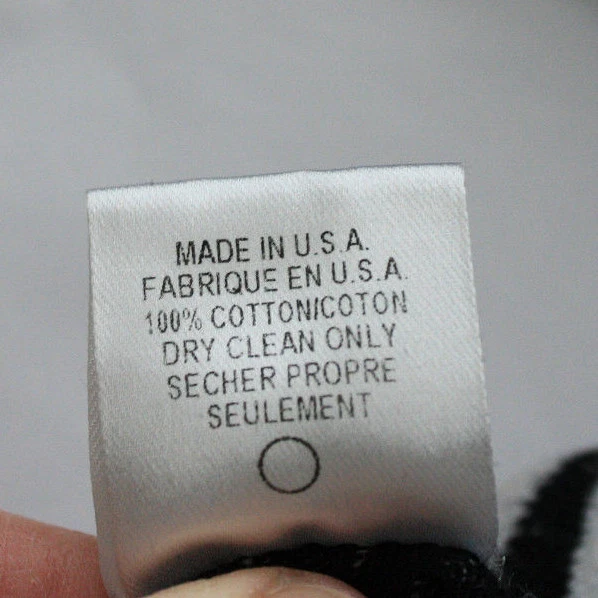 MADE IN U.S.A.
FABRIQUE EN U.S.A.
100% COTTON/COTON
DRY CLEAN ONLY
SECHER PROPRE
SEULEMENT